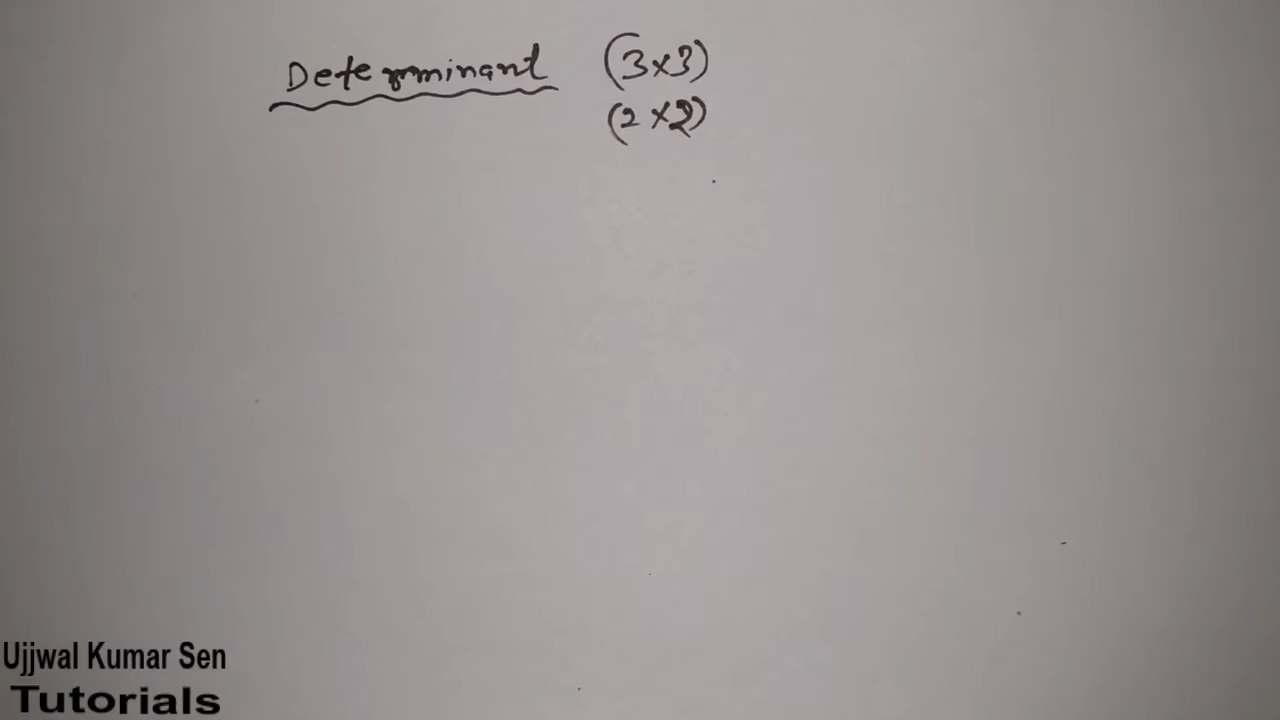 Determinant (3×3)
(2×2)
Ujjwal Kumar Sen
Tutorials